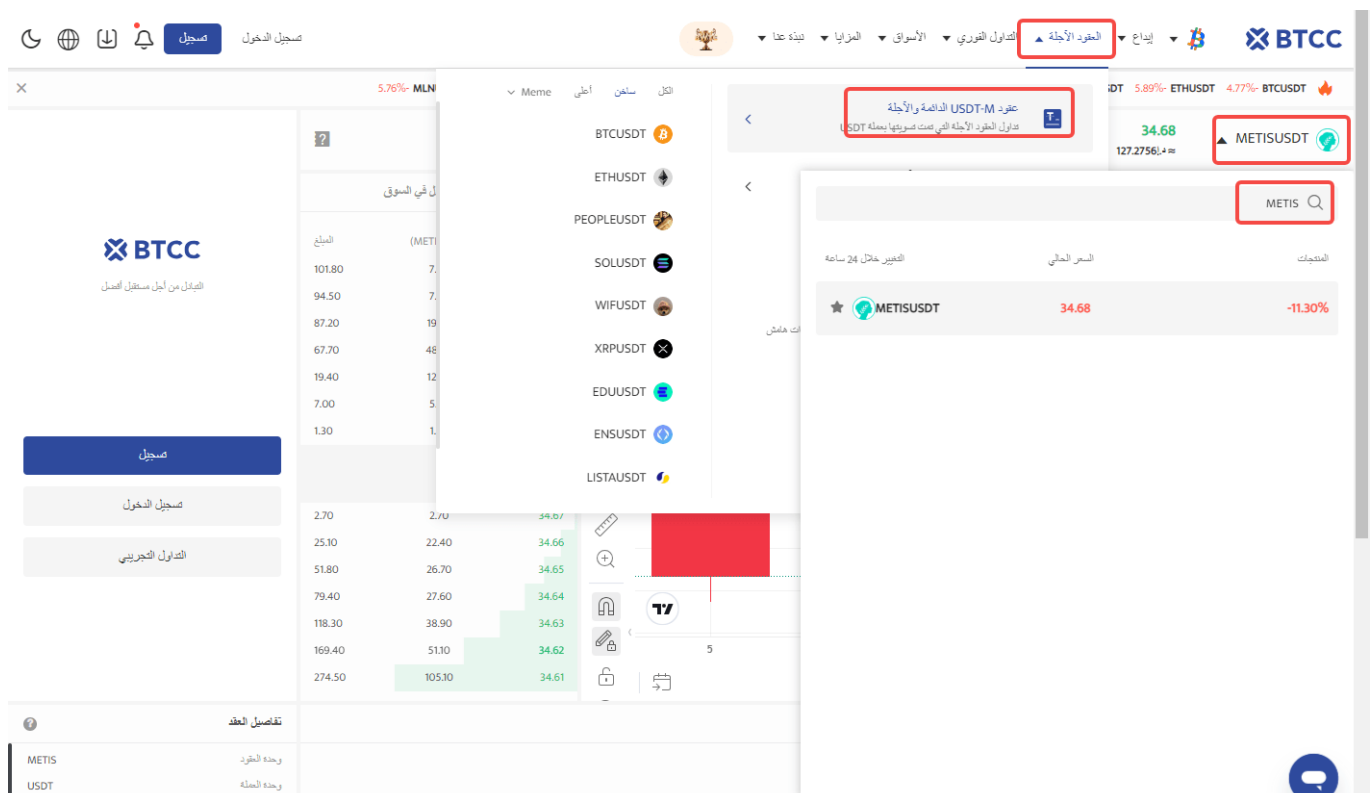 BTCC
إيداع
العقود الأجلة
التداول الفوري
الأسواق
المزايا
نبذة عنا
تسجيل الدخول
تسجيل
BTCUSDT -4.77%
ETHUSDT -5.89%
MLN -5.76%
METISUSDT
34.68
127.2756
عقود USDT-M الدائمة والأجلة
تداول العقود الأجلة التي تمت تسويتها بعملة USDT
الكل
ساخن
أعلى
Meme
BTCUSDT
ETHUSDT
PEOPLEUSDT
SOLUSDT
WIFUSDT
XRPUSDT
EDUUSDT
ENSUSDT
LISTAUSDT
METIS
المنتجات
السعر الحالي
التغيير خلال 24 ساعة
METISUSDT
34.68
-11.30%
BTCC
التبادل من أجل مستقبل أفضل
تسجيل
تسجيل الدخول
التداول التجريبي
المبلغ
101.80
94.50
87.20
67.70
19.40
7.00
1.30
34.67 2.70 2.70
34.66 22.40 25.10
34.65 26.70 51.80
34.64 27.60 79.40
34.63 38.90 118.30
34.62 51.10 169.40
34.61 105.10 274.50
5
تفاصيل العقد
وحدة العقود METIS
وحدة العملة USDT